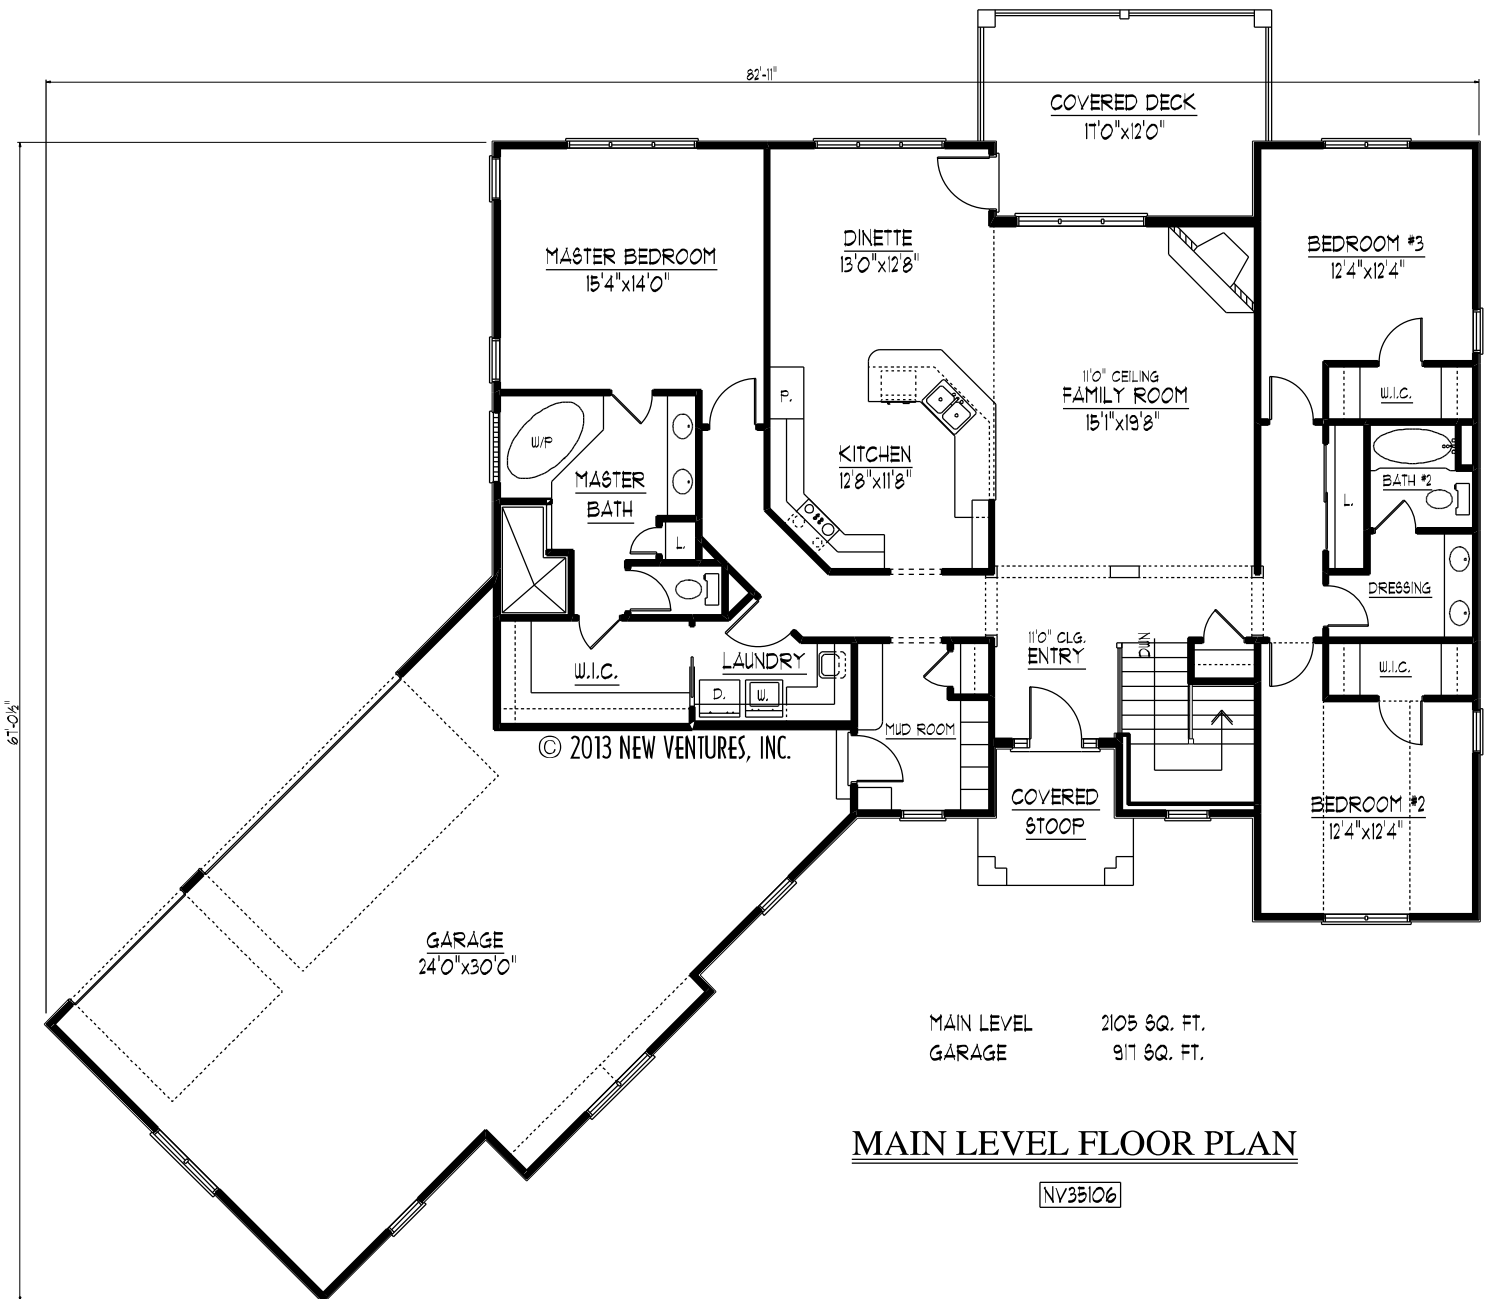 82'-11"
COVERED DECK
17'0"x12'0"
MASTER BEDROOM
15'4"x14'0"
DINETTE
13'0"x12'8"
BEDROOM #3
12'4"x12'4"
11'0" CEILING
FAMILY ROOM
15'1"x19'8"
P.
W.I.C.
W/P
MASTER
BATH
KITCHEN
12'8"x11'8"
L.
BATH #2
L.
DRESSING
11'0" CLG.
ENTRY
DN
W.I.C.
LAUNDRY
D.
W.
W.I.C.
MUD ROOM
67'-0½"
© 2013 NEW VENTURES, INC.
COVERED
STOOP
BEDROOM #2
12'4"x12'4"
GARAGE
24'0"x30'0"
MAIN LEVEL 2105 SQ. FT.
GARAGE 917 SQ. FT.
MAIN LEVEL FLOOR PLAN
NV35106